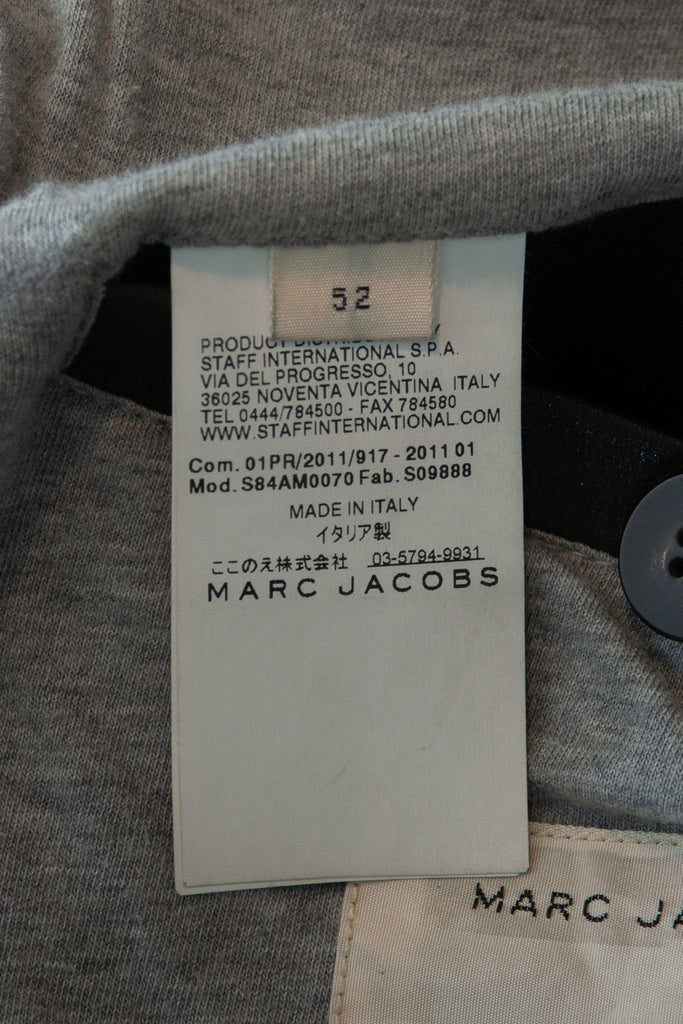 52
PRODUCT
STAFF INTERNATIONAL S.P.A.
VIA DEL PROGRESSO, 10
36025 NOVENTA VICENTINA ITALY
TEL 0444/784500 - FAX 784580
WWW.STAFFINTERNATIONAL.COM
Com. 01PR/2011/917 - 2011 01
Mod. S84AM0070 Fab. S09888
MADE IN ITALY
イタリア製
ここのえ株式会社 03-5794-9931
MARC JACOBS
MARC JA